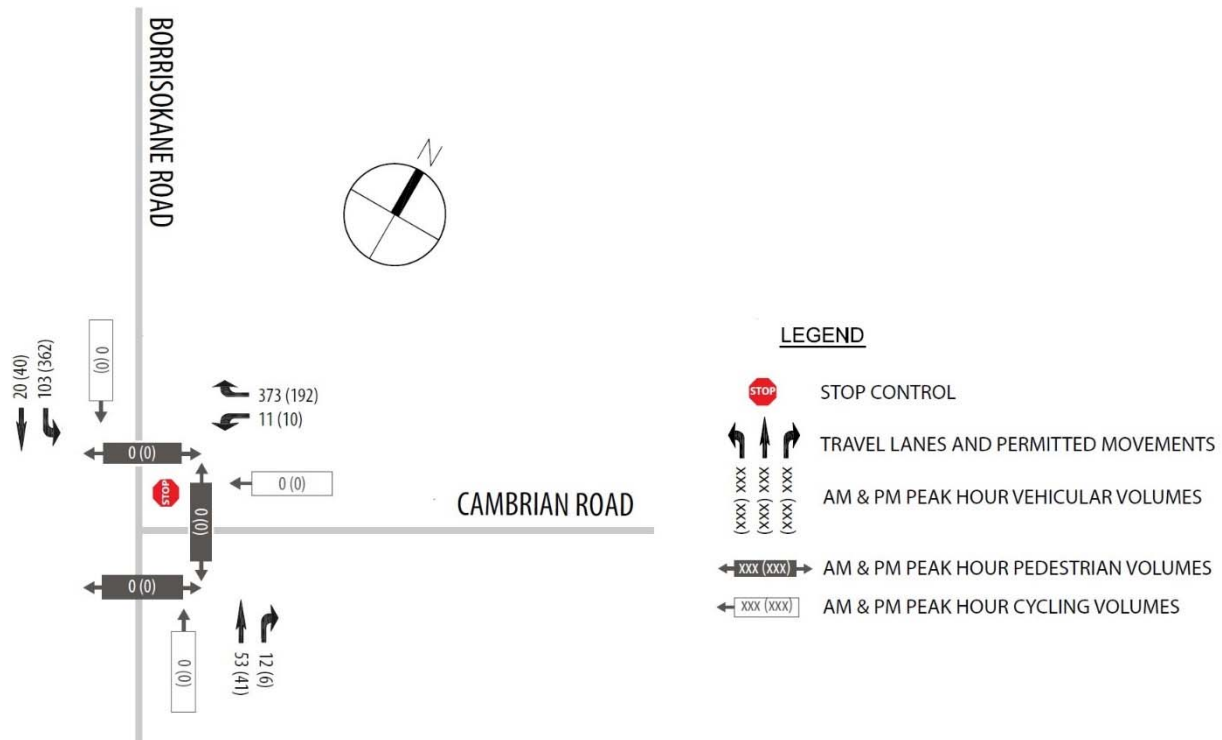 BORRISOKANE ROAD
N
20 (40)
103 (362)
0 (0)
373 (192)
11 (10)
0 (0)
STOP
0 (0)
0 (0)
CAMBRIAN ROAD
0 (0)
0 (0)
53 (41)
12 (6)
LEGEND
STOP
STOP CONTROL
TRAVEL LANES AND PERMITTED MOVEMENTS
xxx (xxx)
xxx (xxx)
xxx (xxx)
AM & PM PEAK HOUR VEHICULAR VOLUMES
xxx (xxx)
AM & PM PEAK HOUR PEDESTRIAN VOLUMES
xxx (xxx)
AM & PM PEAK HOUR CYCLING VOLUMES